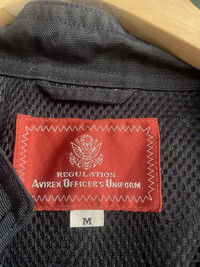 REGULATION
AVIREX OFFICER'S UNIFORM
M